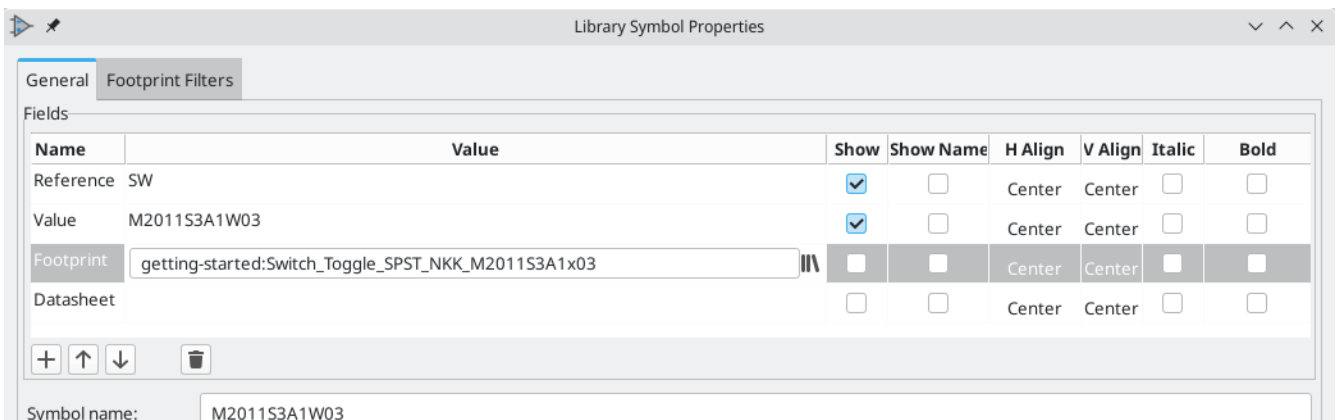 Library Symbol Properties
General Footprint Filters
Fields
Name Value Show Show Name H Align V Align Italic Bold
Reference SW Center Center
Value M2011S3A1W03 Center Center
Footprint getting-started:Switch_Toggle_SPST_NKK_M2011S3A1x03 Center Center
Datasheet Center Center
Symbol name: M2011S3A1W03